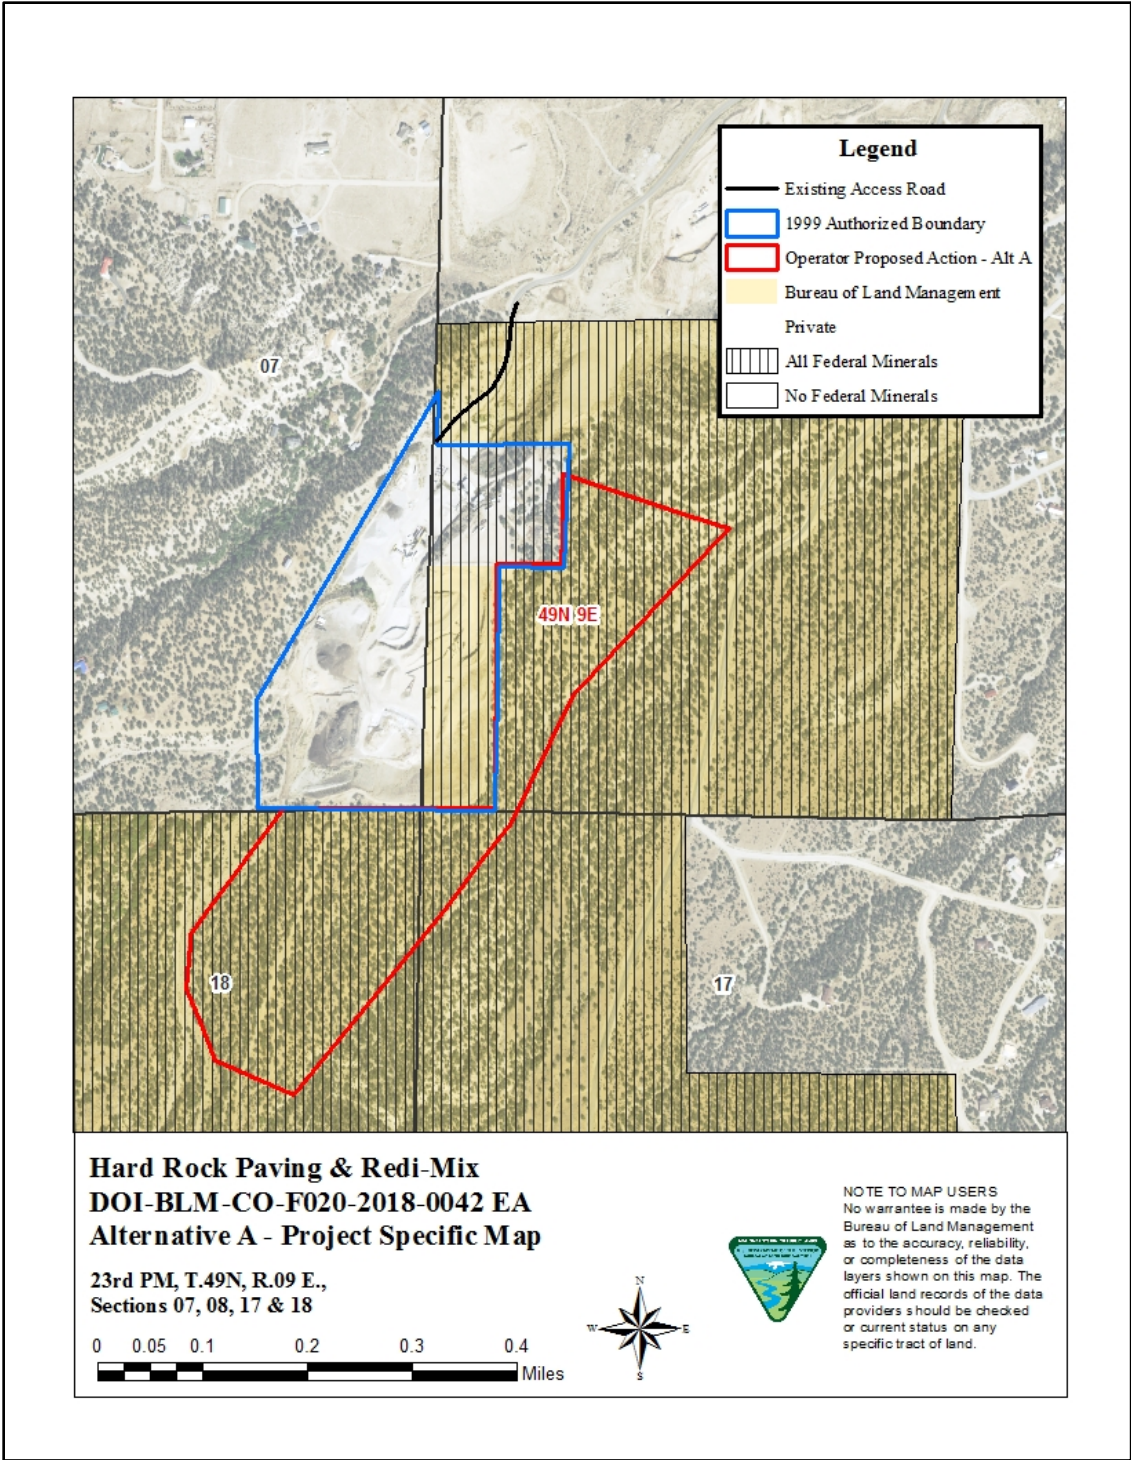 Legend
Existing Access Road
1999 Authorized Boundary
Operator Proposed Action - Alt A
Bureau of Land Management
Private
All Federal Minerals
No Federal Minerals
07
49N 9E
18
17
Hard Rock Paving & Redi-Mix
DOI-BLM-CO-F020-2018-0042 EA
Alternative A - Project Specific Map
23rd PM, T.49N, R.09 E.,
Sections 07, 08, 17 & 18
0 0.05 0.1 0.2 0.3 0.4
Miles
N
W E
S
NOTE TO MAP USERS
No warrantee is made by the
Bureau of Land Management
as to the accuracy, reliability,
or completeness of the data
layers shown on this map. The
official land records of the data
providers should be checked
or current status on any
specific tract of land.